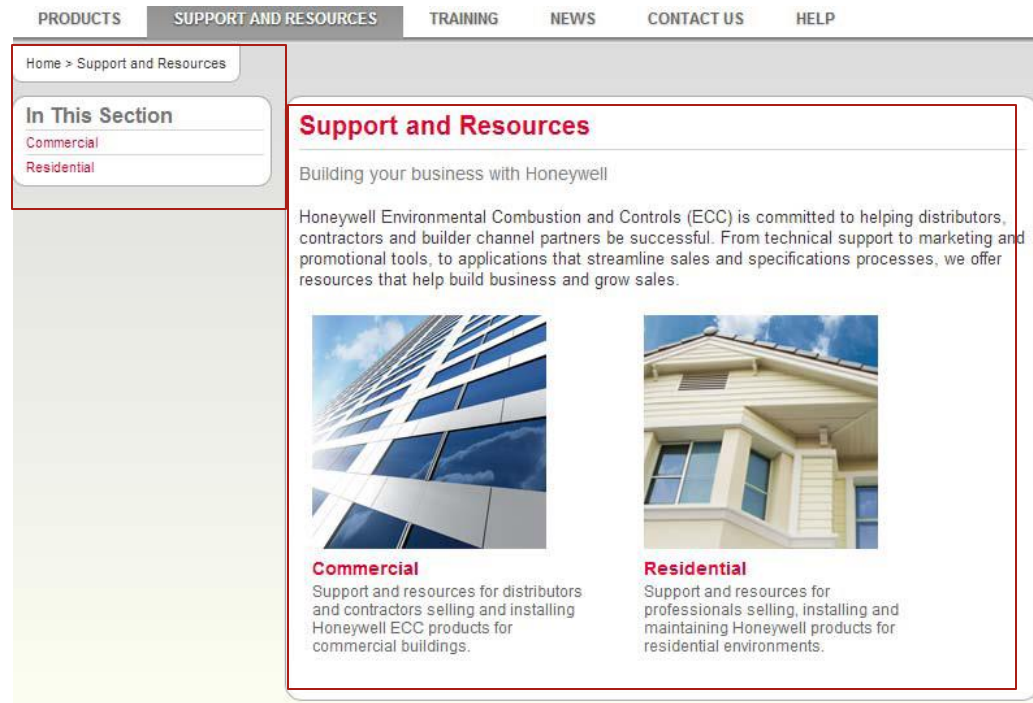 PRODUCTS SUPPORT AND RESOURCES TRAINING NEWS CONTACT US HELP
Home > Support and Resources
In This Section
Commercial
Residential
Support and Resources
Building your business with Honeywell
Honeywell Environmental Combustion and Controls (ECC) is committed to helping distributors,
contractors and builder channel partners be successful. From technical support to marketing and
promotional tools, to applications that streamline sales and specifications processes, we offer
resources that help build business and grow sales.
Commercial
Support and resources for distributors
and contractors selling and installing
Honeywell ECC products for
commercial buildings.
Residential
Support and resources for
professionals selling, installing and
maintaining Honeywell products for
residential environments.